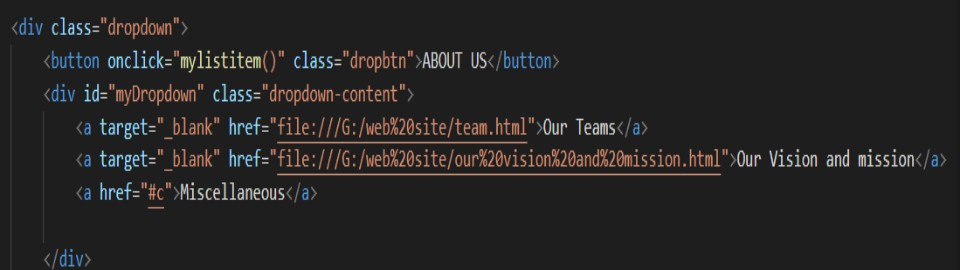 <div class="dropdown">
<button onclick="mylistitem()" class="dropbtn">ABOUT US</button>
<div id="myDropdown" class="dropdown-content">
<a target="_blank" href="file:///G:/web%20site/team.html">Our Teams</a>
<a target="_blank" href="file:///G:/web%20site/our%20vision%20and%20mission.html">Our Vision and mission</a>
<a href="#c">Miscellaneous</a>
</div>